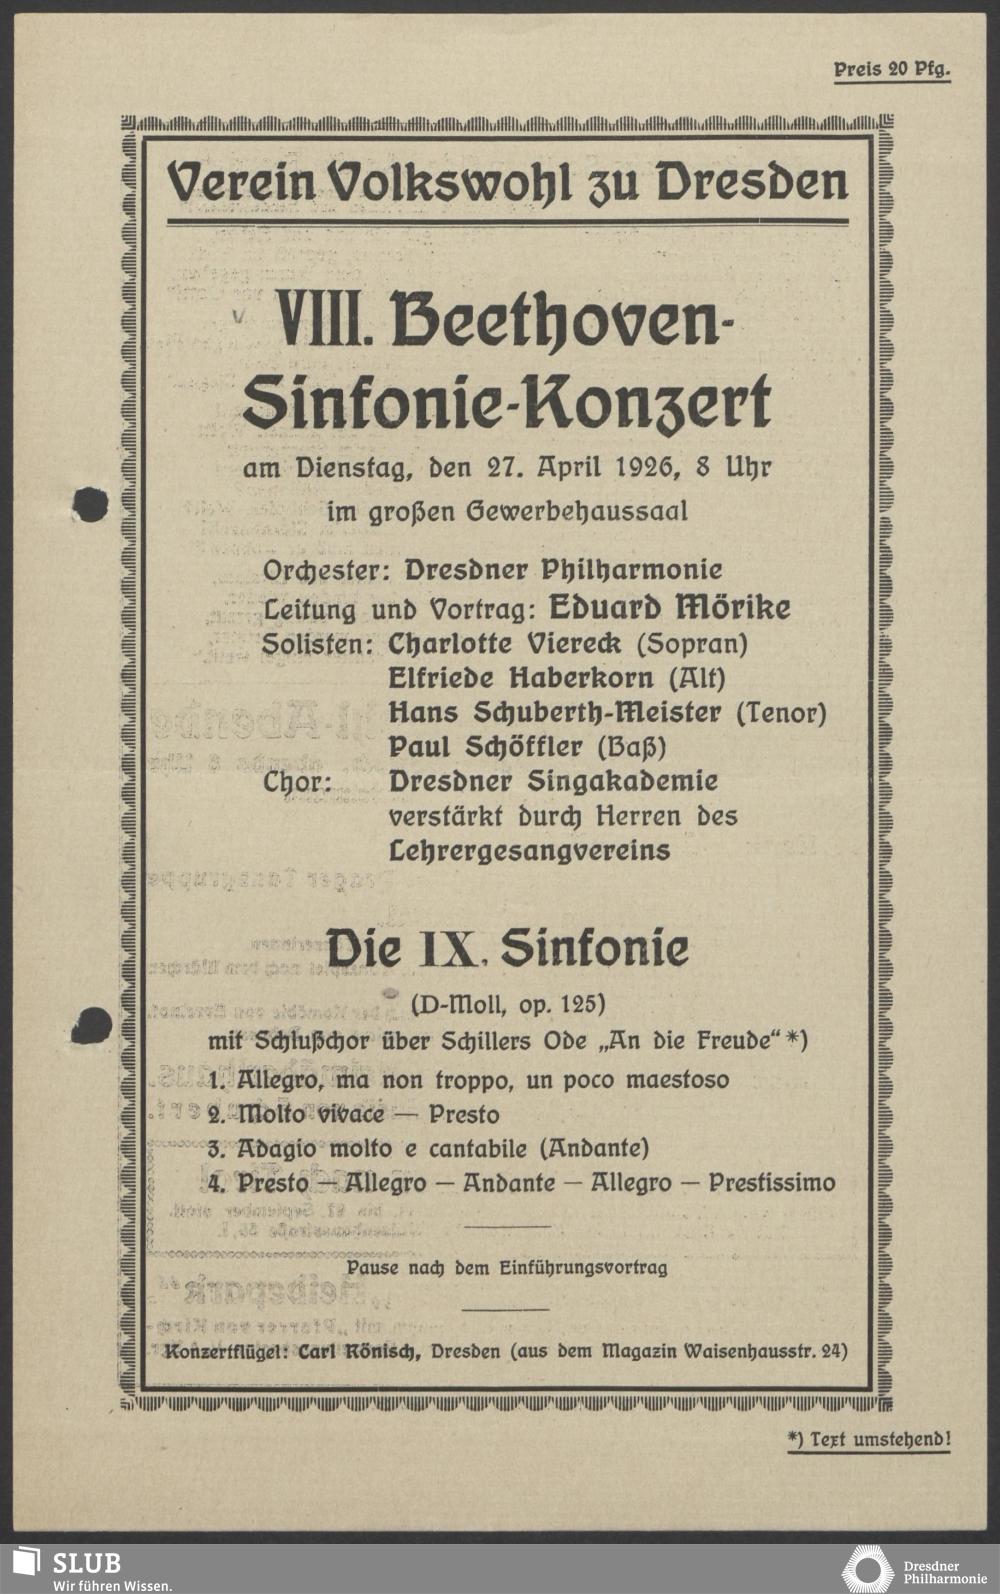 Preis 20 Pfg.
Verein Volkswohl zu Dresden
VIII. Beethoven-
Sinfonie-Konzert
am Dienstag, den 27. April 1926, 8 Uhr
im großen Gewerbehaussaal
Orchester: Dresdner Philharmonie
Leitung und Vortrag: Eduard Mörike
Solisten: Charlotte Viereck (Sopran)
Elfriede Haberkorn (Alt)
Hans Schuberth-Meister (Tenor)
Paul Schöffler (Baß)
Chor: Dresdner Singakademie
verstärkt durch Herren des
Lehrergesangvereins
Die IX. Sinfonie
(D-Moll, op. 125)
mit Schlußchor über Schillers Ode „An die Freude“*)
1. Allegro, ma non troppo, un poco maestoso
2. Molto vivace — Presto
3. Adagio molto e cantabile (Andante)
4. Presto — Allegro — Andante — Allegro — Prestissimo
Pause nach dem Einführungsvortrag
Konzertflügel: Carl Rönisch, Dresden (aus dem Magazin Waisenhausstr. 24)
*) Text umstehend!
SLUB
Wir führen Wissen.
Dresdner
Philharmonie